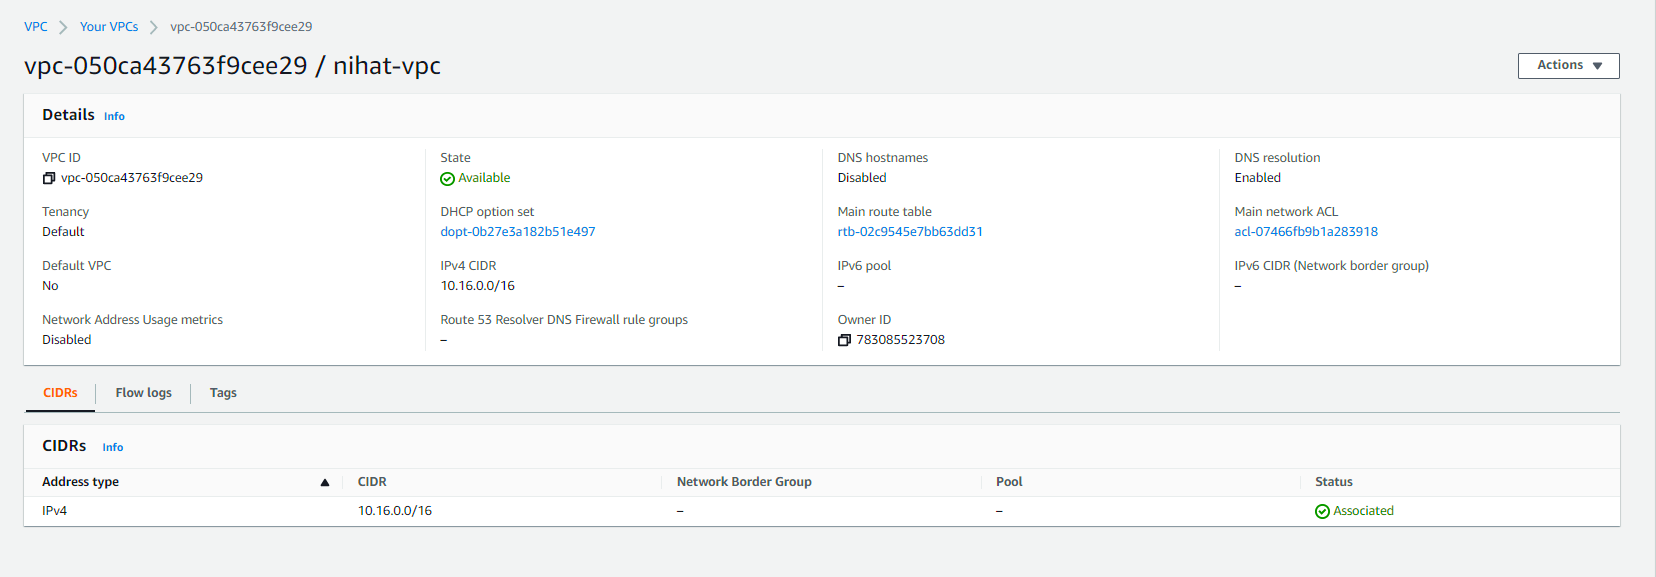 VPC > Your VPCs > vpc-050ca43763f9cee29
vpc-050ca43763f9cee29 / nihat-vpc
Actions
Details Info
VPC ID State DNS hostnames DNS resolution
vpc-050ca43763f9cee29 Available Disabled Enabled
Tenancy DHCP option set Main route table Main network ACL
Default dopt-0b27e3a182b51e497 rtb-02c9545e7bb63dd31 acl-07466fb9b1a283918
Default VPC IPv4 CIDR IPv6 pool IPv6 CIDR (Network border group)
No 10.16.0.0/16 – –
Network Address Usage metrics Route 53 Resolver DNS Firewall rule groups Owner ID
Disabled – 783085523708
CIDRs Flow logs Tags
CIDRs Info
Address type CIDR Network Border Group Pool Status
IPv4 10.16.0.0/16 – – Associated